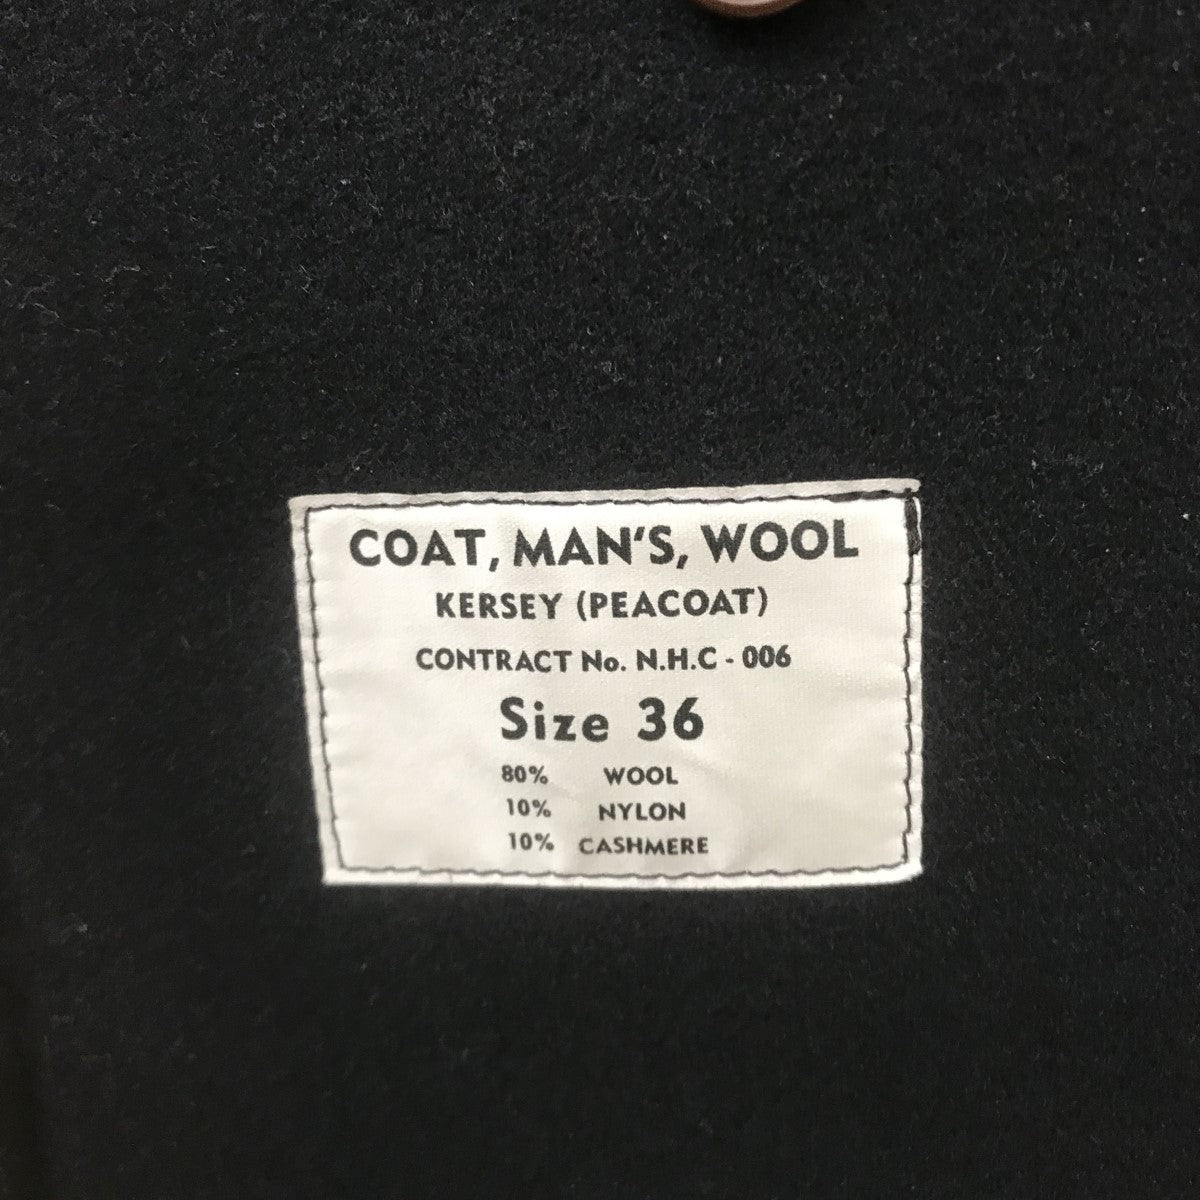 COAT, MAN'S, WOOL
KERSEY (PEACOAT)
CONTRACT No. N.H.C - 006
Size 36
80% WOOL
10% NYLON
10% CASHMERE